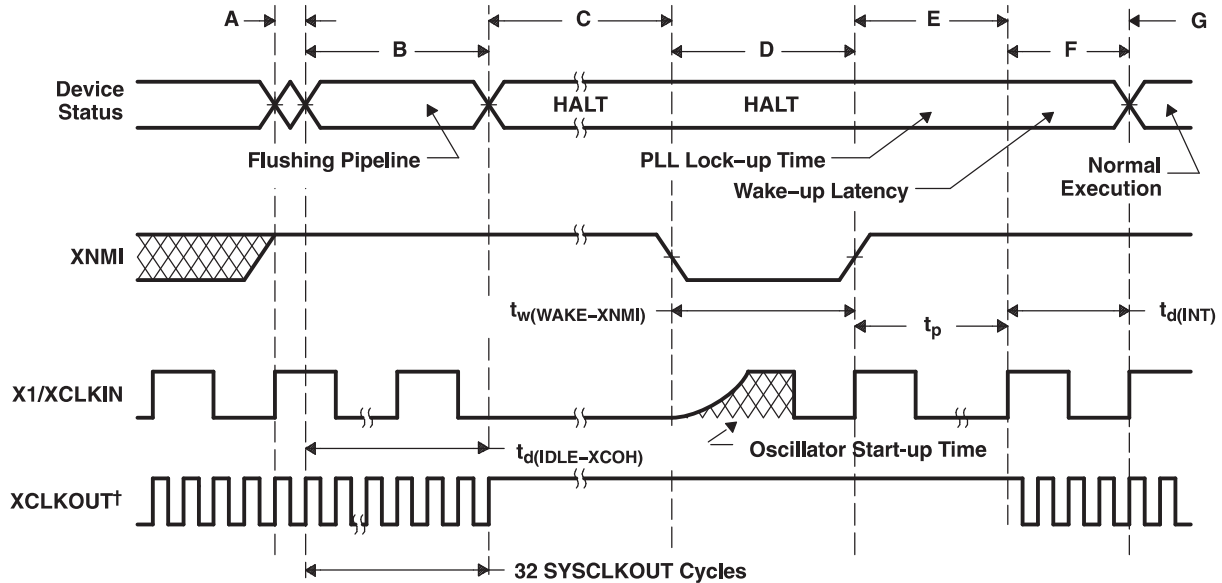 A
C
E
G
B
D
F
Device
Status
HALT
HALT
Flushing Pipeline
PLL Lock–up Time
Wake–up Latency
Normal
Execution
XNMI
tw(WAKE–XNMI)
tp
td(INT)
X1/XCLKIN
td(IDLE–XCOH)
Oscillator Start-up Time
XCLKOUT†
32 SYSCLKOUT Cycles